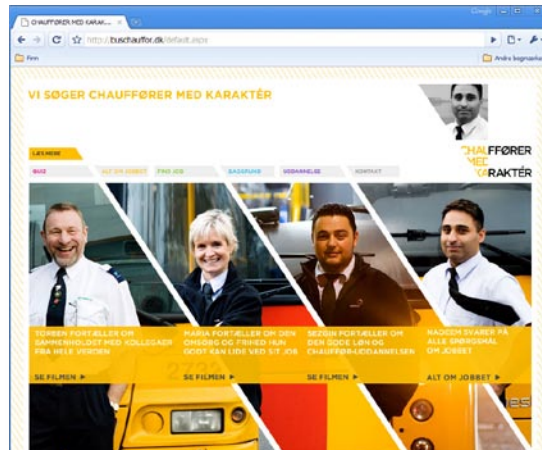 CHAUFFØRER MED KARAK...
Google
http://buschauffor.dk/default.aspx
Finn
Andre bogmærker
VI SØGER CHAUFFØRER MED KARAKTÉR
CHAUFFØRER
MED
KARAKTÉR
LÆS MERE
QUIZ
ALT OM JOBBET
FIND JOB
BAGGRUND
UDDANNELSE
KONTAKT
TORBEN FORTÆLLER OM
SAMMENHOLDET MED KOLLEGAER
FRA HELE VERDEN
SE FILMEN ►
MARIA FORTÆLLER OM DEN
OMSORG OG FRIHED HUN
GODT KAN LIDE VED SIT JOB
SE FILMEN ►
SEZGIN FORTÆLLER OM
DEN GODE LØN OG
CHAUFFØR-UDDANNELSEN
SE FILMEN ►
NADEEM SVARER PÅ
ALLE SPØRGSMÅL
OM JOBBET
ALT OM JOBBET ►